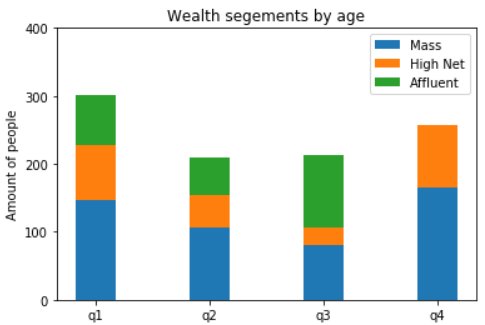 Wealth segements by age
400
300
200
100
0
Amount of people
Mass
High Net
Affluent
q1
q2
q3
q4